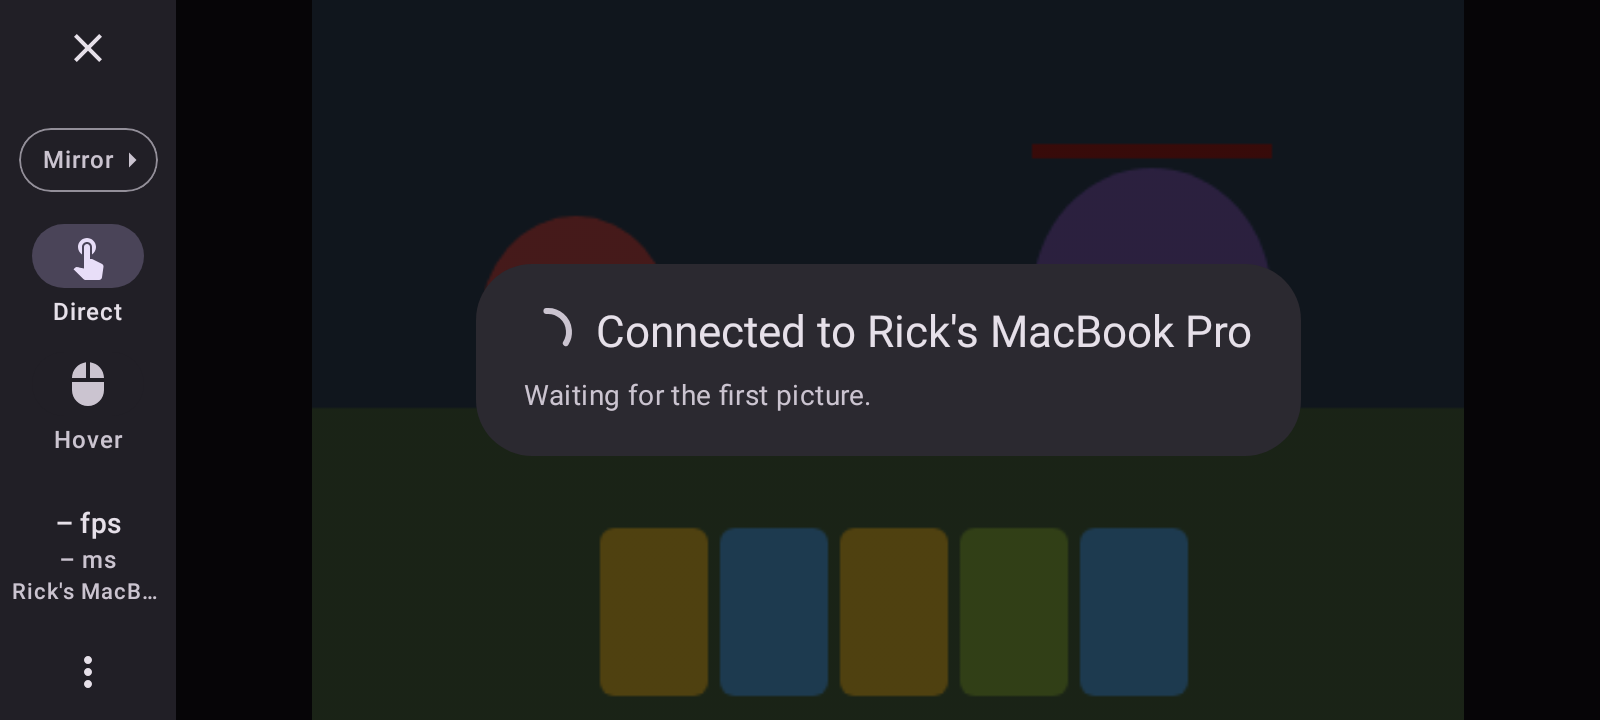 Mirror
Direct
Hover
– fps
– ms
Rick's MacB…
Connected to Rick's MacBook Pro
Waiting for the first picture.